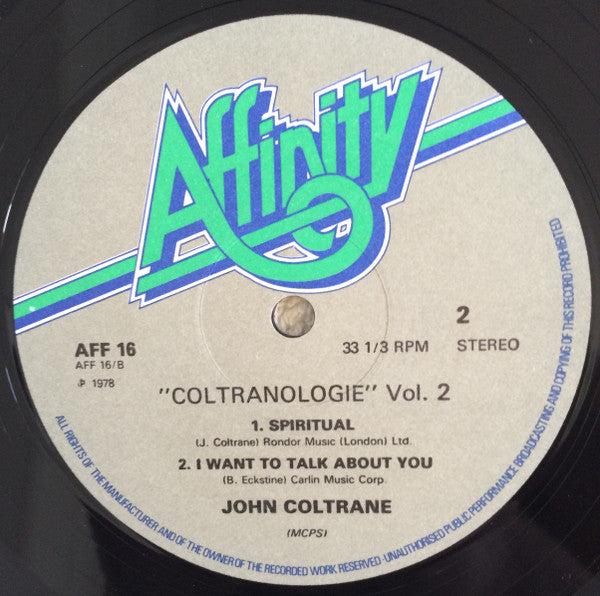 Affinity
AFF 16
AFF 16/B
℗ 1978
33 1/3 RPM
2
STEREO
"COLTRANOLOGIE" Vol. 2
1. SPIRITUAL
(J. Coltrane) Rondor Music (London) Ltd.
2. I WANT TO TALK ABOUT YOU
(B. Eckstine) Carlin Music Corp.
JOHN COLTRANE
(MCPS)
ALL RIGHTS OF THE MANUFACTURER AND OF THE OWNER OF THE RECORDED WORK RESERVED·UNAUTHORISED PUBLIC PERFORMANCE BROADCASTING AND COPYING OF THIS RECORD PROHIBITED